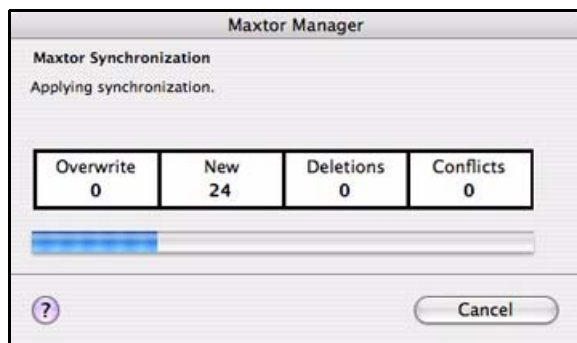 Maxtor Manager
Maxtor Synchronization
Applying synchronization.
Overwrite New Deletions Conflicts
0 24 0 0
? Cancel